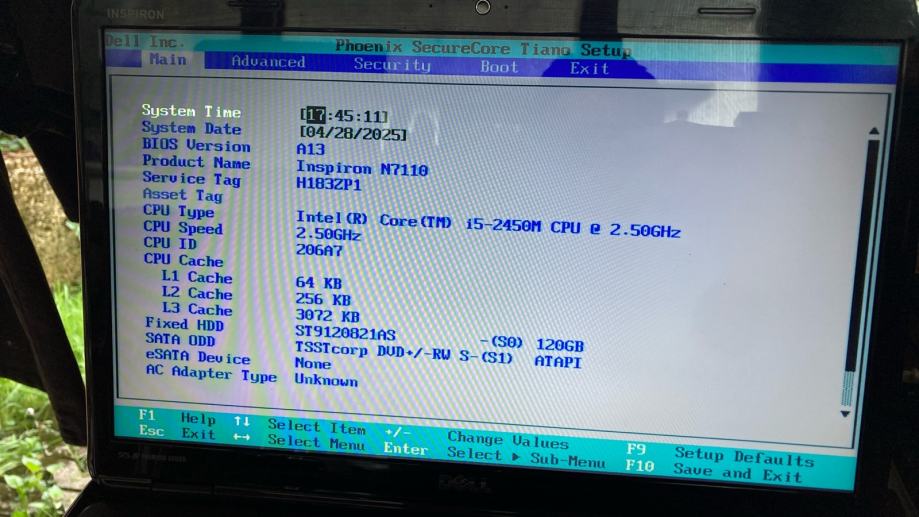 INSPIRON
Dell Inc.
Phoenix SecureCore Tiano Setup
Main Advanced Security Boot Exit
System Time [17:45:11]
System Date [04/28/2025]
BIOS Version A13
Product Name Inspiron N7110
Service Tag H183ZP1
Asset Tag
CPU Type Intel(R) Core(TM) i5-2450M CPU @ 2.50GHz
CPU Speed 2.50GHz
CPU ID 206A7
CPU Cache
L1 Cache 64 KB
L2 Cache 256 KB
L3 Cache 3072 KB
Fixed HDD ST9120821AS -(S0) 120GB
SATA ODD TSSTcorp DVD+/-RW S-(S1) ATAPI
eSATA Device None
AC Adapter Type Unknown
F1 Help ↑↓ Select Item +/- Change Values F9 Setup Defaults
Esc Exit ↔ Select Menu Enter Select ▶ Sub-Menu F10 Save and Exit
DELL